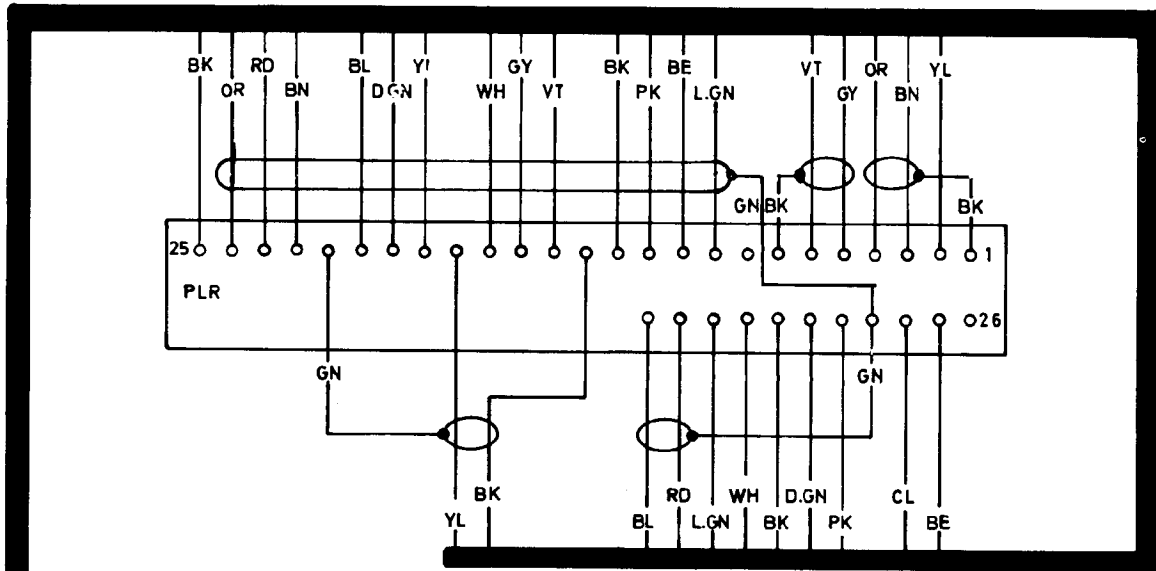 BK RD BL YL GY BK BE VT OR YL
OR BN D.GN WH VT PK L.GN GY BN
GN BK BK
25 1
PLR
26
GN GN
BK RD WH D.GN CL
YL BL L.GN BK PK BE